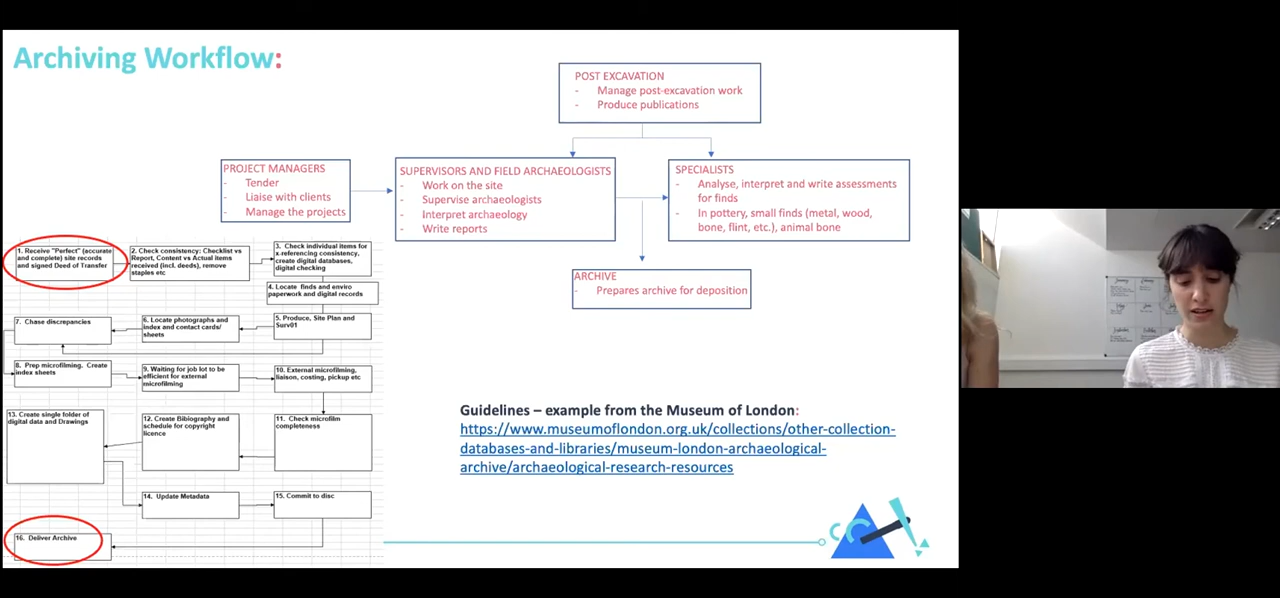 Archiving Workflow:
POST EXCAVATION
- Manage post-excavation work
- Produce publications
PROJECT MANAGERS
- Tender
- Liaise with clients
- Manage the projects
SUPERVISORS AND FIELD ARCHAEOLOGISTS
- Work on the site
- Supervise archaeologists
- Interpret archaeology
- Write reports
SPECIALISTS
- Analyse, interpret and write assessments
for finds
- In pottery, small finds (metal, wood,
bone, flint, etc.), animal bone
ARCHIVE
- Prepares archive for deposition
1. Receive "Perfect" (accurate
and complete) site records
and signed Deed of Transfer
2. Check consistency: Checklist vs
Report, Content vs Actual items
received (incl. deeds), remove
staples etc
3. Check individual items for
x-referencing consistency,
create digital databases,
digital checking
4. Locate finds and enviro
paperwork and digital records
5. Produce, Site Plan and
Surv01
6. Locate photographs and
index and contact cards/
sheets
7. Chase discrepancies
8. Prep microfilming. Create
index sheets
9. Waiting for job lot to be
efficient for external
microfilming
10. External microfilming,
liaison, costing, pickup etc
11. Check microfilm
completeness
12. Create Bibiography and
schedule for copyright
licence
13. Create single folder of
digital data and Drawings
14. Update Metadata
15. Commit to disc
16. Deliver Archive
Guidelines – example from the Museum of London:
https://www.museumoflondon.org.uk/collections/other-collection-
databases-and-libraries/museum-london-archaeological-
archive/archaeological-research-resources